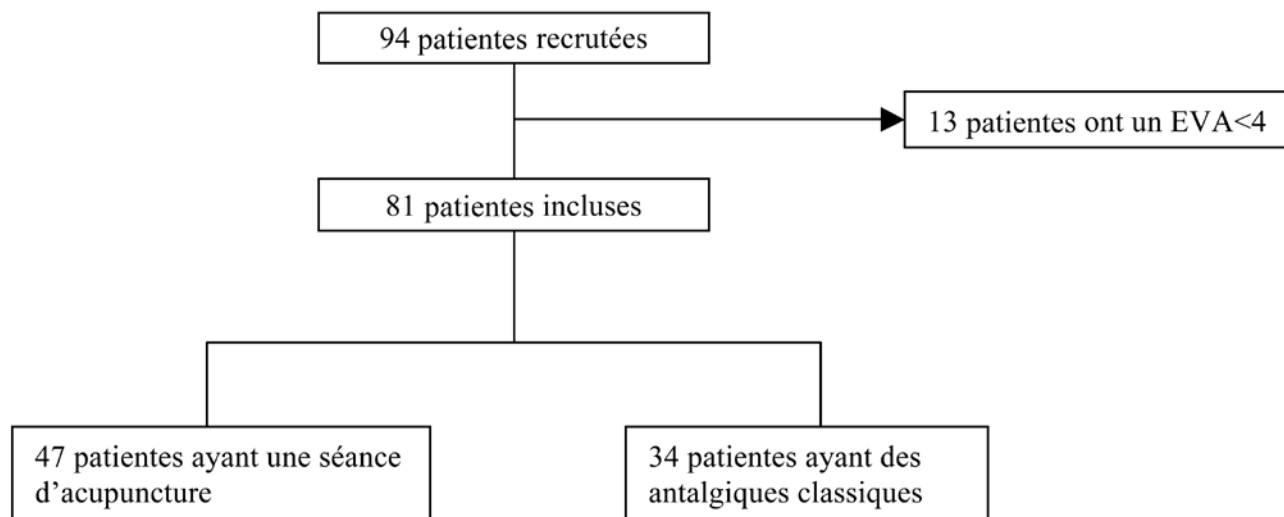 94 patientes recrutées
13 patientes ont un EVA<4
81 patientes incluses
47 patientes ayant une séance
d’acupuncture
34 patientes ayant des
antalgiques classiques